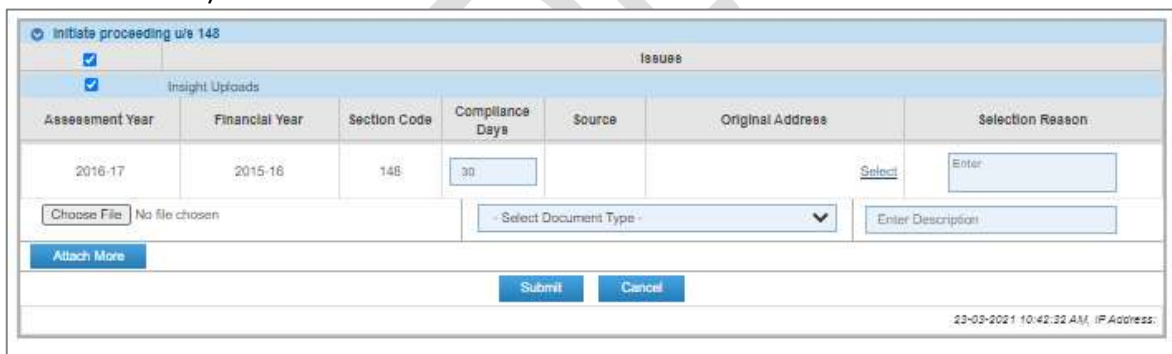 Initiate proceeding u/s 148
Issues
Insight Uploads
Assessment Year Financial Year Section Code Compliance Days Source Original Address Selection Reason
2016-17 2015-16 148 30 Select Enter
Choose File No file chosen - Select Document Type - Enter Description
Attach More
Submit Cancel
23-03-2021 10:42:32 AM, IP Address: